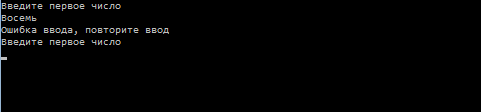 Введите первое число
Восемь
Ошибка ввода, повторите ввод
Введите первое число